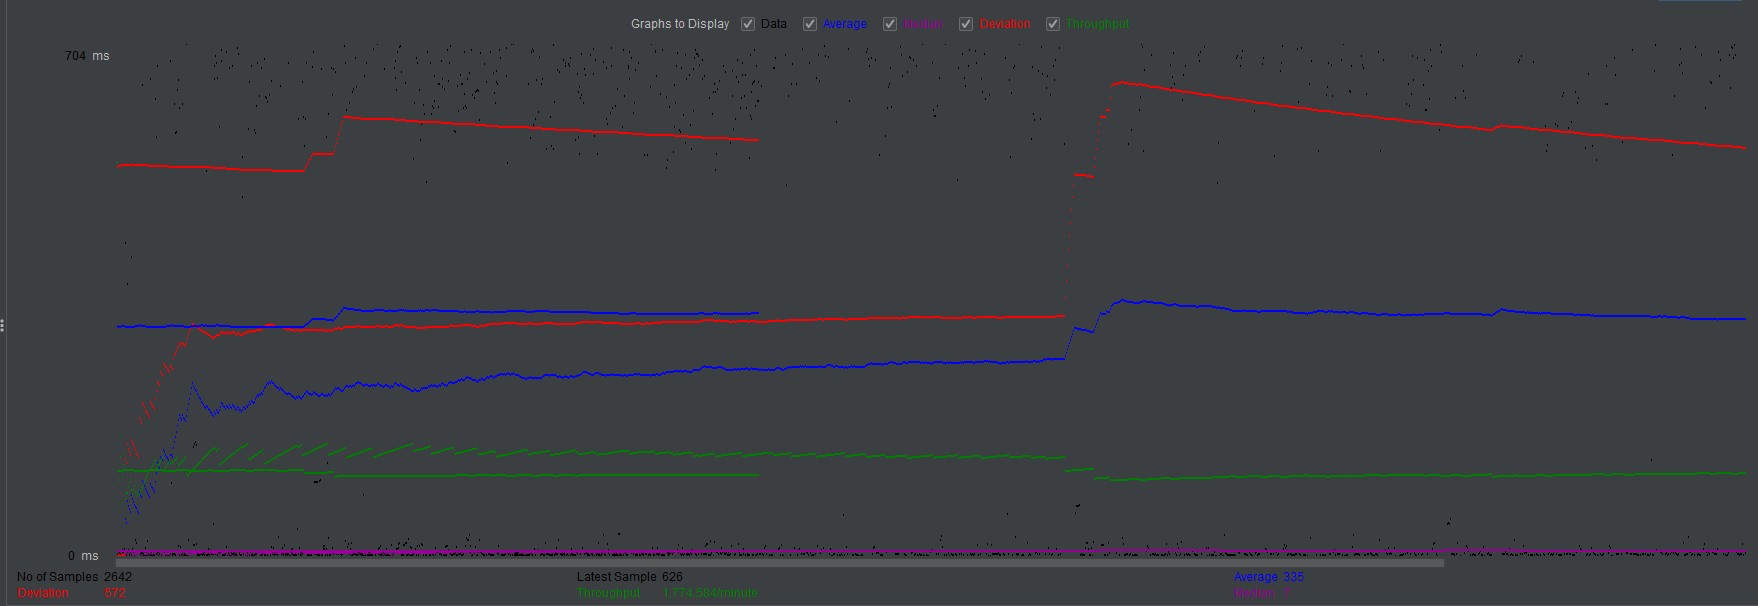 Graphs to Display Data Average Median Deviation Throughput
704 ms
0 ms
No of Samples 2642 Latest Sample 626 Average 335
Deviation 572 Throughput 1,774.584/minute Median